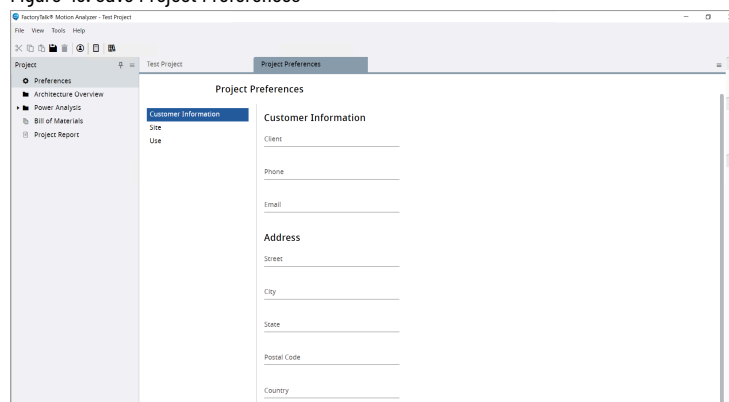 Figure 40. Save Project Preferences
FactoryTalk® Motion Analyzer - Test Project
File View Tools Help
Project
Test Project
Project Preferences
Preferences
Architecture Overview
Power Analysis
Bill of Materials
Project Report
Project Preferences
Customer Information
Site
Use
Customer Information
Client
Phone
Email
Address
Street
City
State
Postal Code
Country